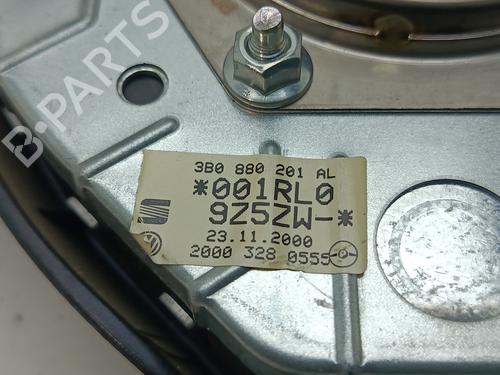 B-PARTS
3B0 880 201 AL
*001RL0
9Z5ZW-*
23.11.2000
2000 328 0555